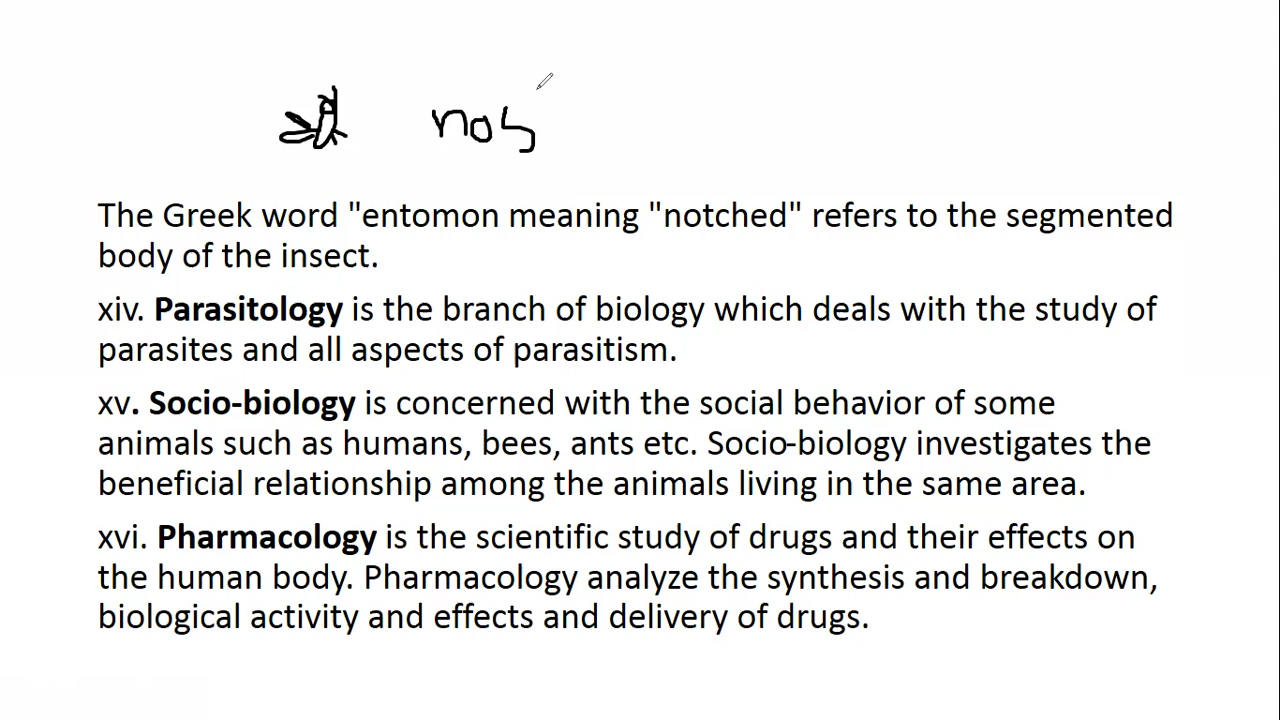 nos
The Greek word "entomon meaning "notched" refers to the segmented
body of the insect.
xiv. Parasitology is the branch of biology which deals with the study of
parasites and all aspects of parasitism.
xv. Socio-biology is concerned with the social behavior of some
animals such as humans, bees, ants etc. Socio-biology investigates the
beneficial relationship among the animals living in the same area.
xvi. Pharmacology is the scientific study of drugs and their effects on
the human body. Pharmacology analyze the synthesis and breakdown,
biological activity and effects and delivery of drugs.